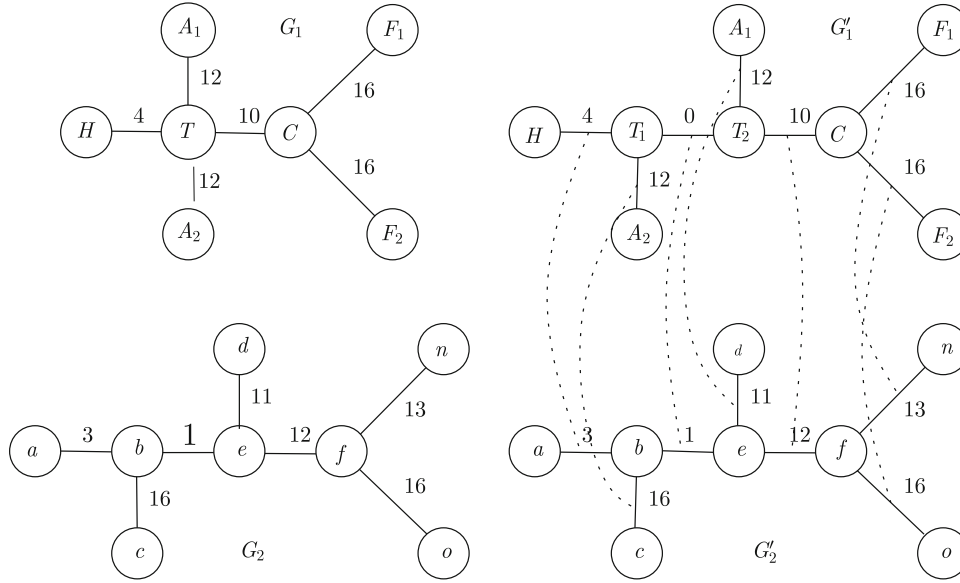 A₁ G₁ F₁
12 16
H 4 T 10 C
12 16
A₂ F₂
d n
11 13
a 3 b 1 e 12 f
16 16
c G₂ o
A₁ G′₁ F₁
12 16
H 4 T₁ 0 T₂ 10 C
12 16
A₂ F₂
d n
11 13
a 3 b 1 e 12 f
16 16
c G′₂ o